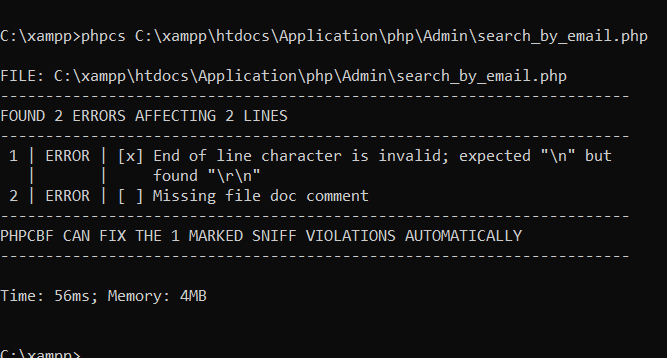 C:\xampp>phpcs C:\xampp\htdocs\Application\php\Admin\search_by_email.php
FILE: C:\xampp\htdocs\Application\php\Admin\search_by_email.php
----------------------------------------------------------------------
FOUND 2 ERRORS AFFECTING 2 LINES
----------------------------------------------------------------------
 1 | ERROR | [x] End of line character is invalid; expected "\n" but
   |       |     found "\r\n"
 2 | ERROR | [ ] Missing file doc comment
----------------------------------------------------------------------
PHPCBF CAN FIX THE 1 MARKED SNIFF VIOLATIONS AUTOMATICALLY
----------------------------------------------------------------------
Time: 56ms; Memory: 4MB
C:\xampp>